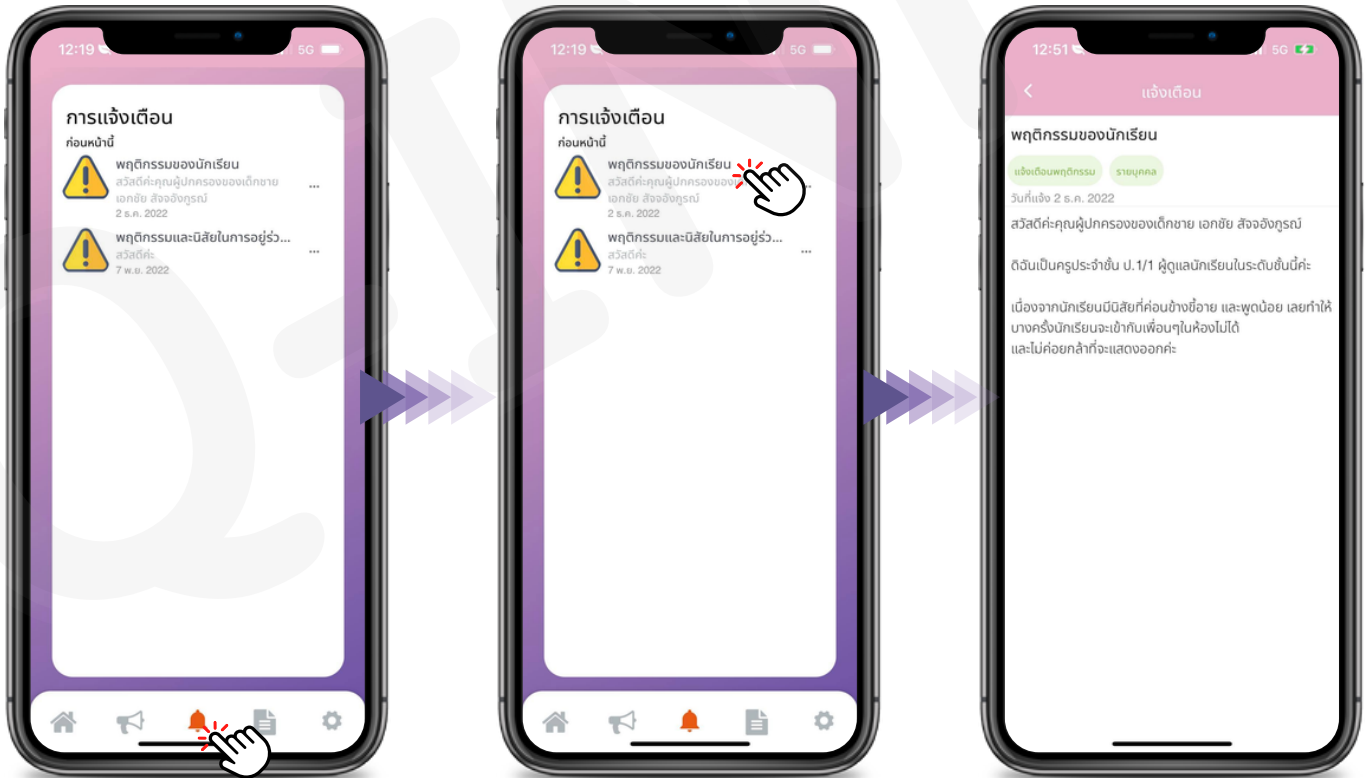 12:19
5G
การแจ้งเตือน
ก่อนหน้านี้
พฤติกรรมของนักเรียน
สวัสดีค่ะคุณผู้ปกครองของเด็กชาย
เอกชัย สัจจอังกูรณ์
2 ธ.ค. 2022
พฤติกรรมและนิสัยในการอยู่ร่ว...
สวัสดีค่ะ
7 พ.ย. 2022
12:19
5G
การแจ้งเตือน
ก่อนหน้านี้
พฤติกรรมของนักเรียน
สวัสดีค่ะคุณผู้ปกครองของ
เอกชัย สัจจอังกูรณ์
2 ธ.ค. 2022
พฤติกรรมและนิสัยในการอยู่ร่ว...
สวัสดีค่ะ
7 พ.ย. 2022
12:51
5G
แจ้งเตือน
พฤติกรรมของนักเรียน
แจ้งเตือนพฤติกรรม รายบุคคล
วันที่แจ้ง 2 ธ.ค. 2022
สวัสดีค่ะคุณผู้ปกครองของเด็กชาย เอกชัย สัจจอังกูรณ์
ดิฉันเป็นครูประจำชั้น ป.1/1 ผู้ดูแลนักเรียนในระดับชั้นนี้ค่ะ
เนื่องจากนักเรียนมีนิสัยที่ค่อนข้างขี้อาย และพูดน้อย เลยทำให้
บางครั้งนักเรียนจะเข้ากับเพื่อนๆในห้องไม่ได้
และไม่ค่อยกล้าที่จะแสดงออกค่ะ